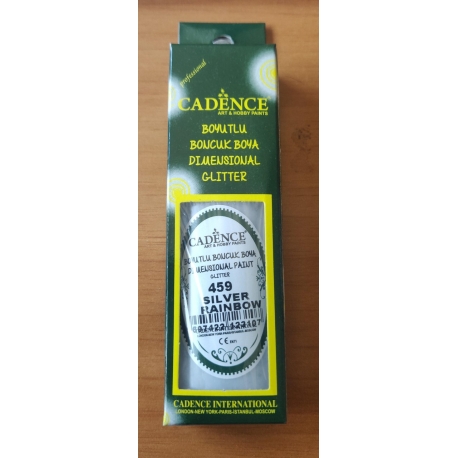 professional
CADENCE
ART & HOBBY PAINTS
BOYUTLU
BONCUK BOYA
DIMENSIONAL
GLITTER
CADENCE
ART & HOBBY PAINTS
BOYUTLU BONCUK BOYA
DIMENSIONAL PAINT
GLITTER
459
SILVER
RAINBOW
CE
CADENCE INTERNATIONAL
LONDON-NEW YORK-PARIS-ISTANBUL-MOSCOW